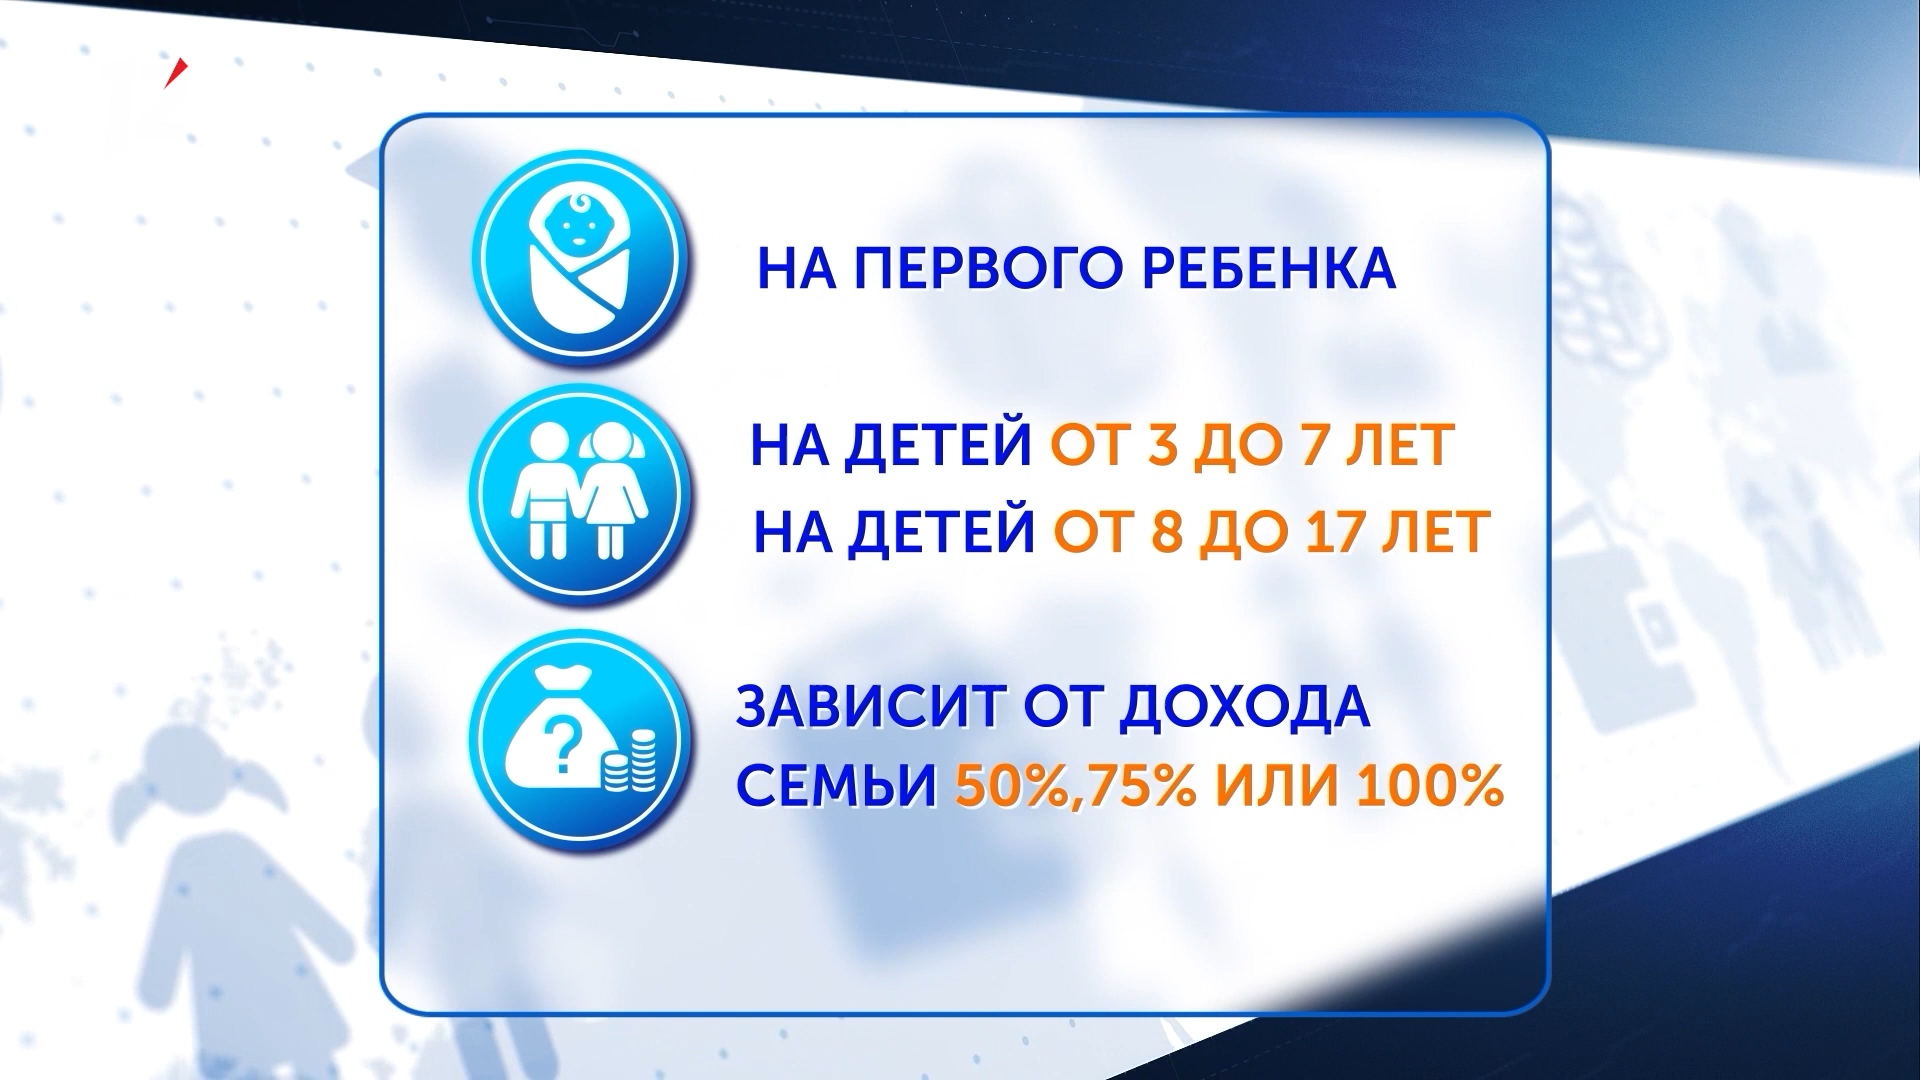 НА ПЕРВОГО РЕБЕНКА
НА ДЕТЕЙ ОТ 3 ДО 7 ЛЕТ
НА ДЕТЕЙ ОТ 8 ДО 17 ЛЕТ
?
ЗАВИСИТ ОТ ДОХОДА
СЕМЬИ 50%,75% ИЛИ 100%